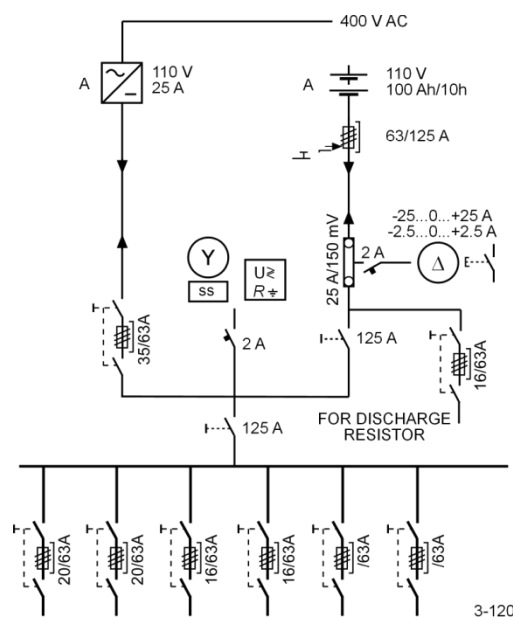 400 V AC
A
110 V
25 A
A
110 V
100 Ah/10h
63/125 A
-25...0...+25 A
-2.5...0...+2.5 A
25 A/150 mV
2 A
Δ
Y
ss
U≷
R⏚
35/63A
2 A
125 A
16/63A
FOR DISCHARGE
RESISTOR
125 A
20/63A
20/63A
16/63A
16/63A
/63A
/63A
3-120